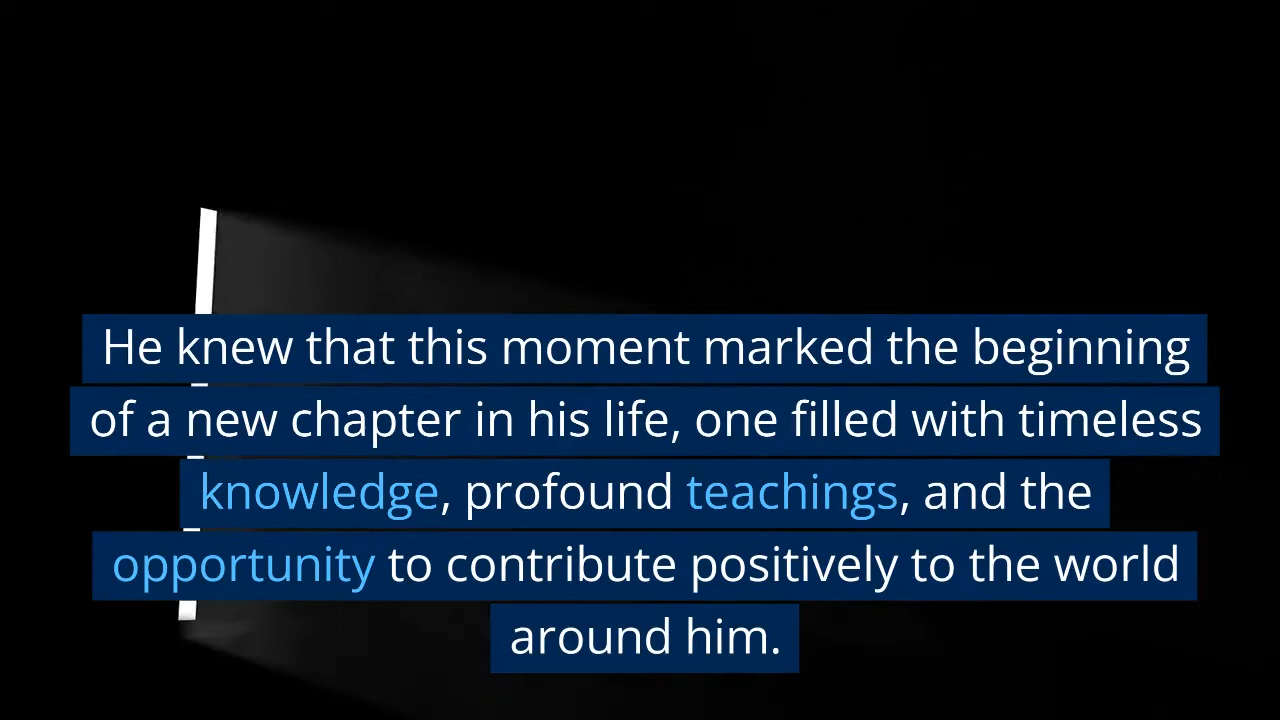 He knew that this moment marked the beginning
of a new chapter in his life, one filled with timeless
knowledge, profound teachings, and the
opportunity to contribute positively to the world
around him.